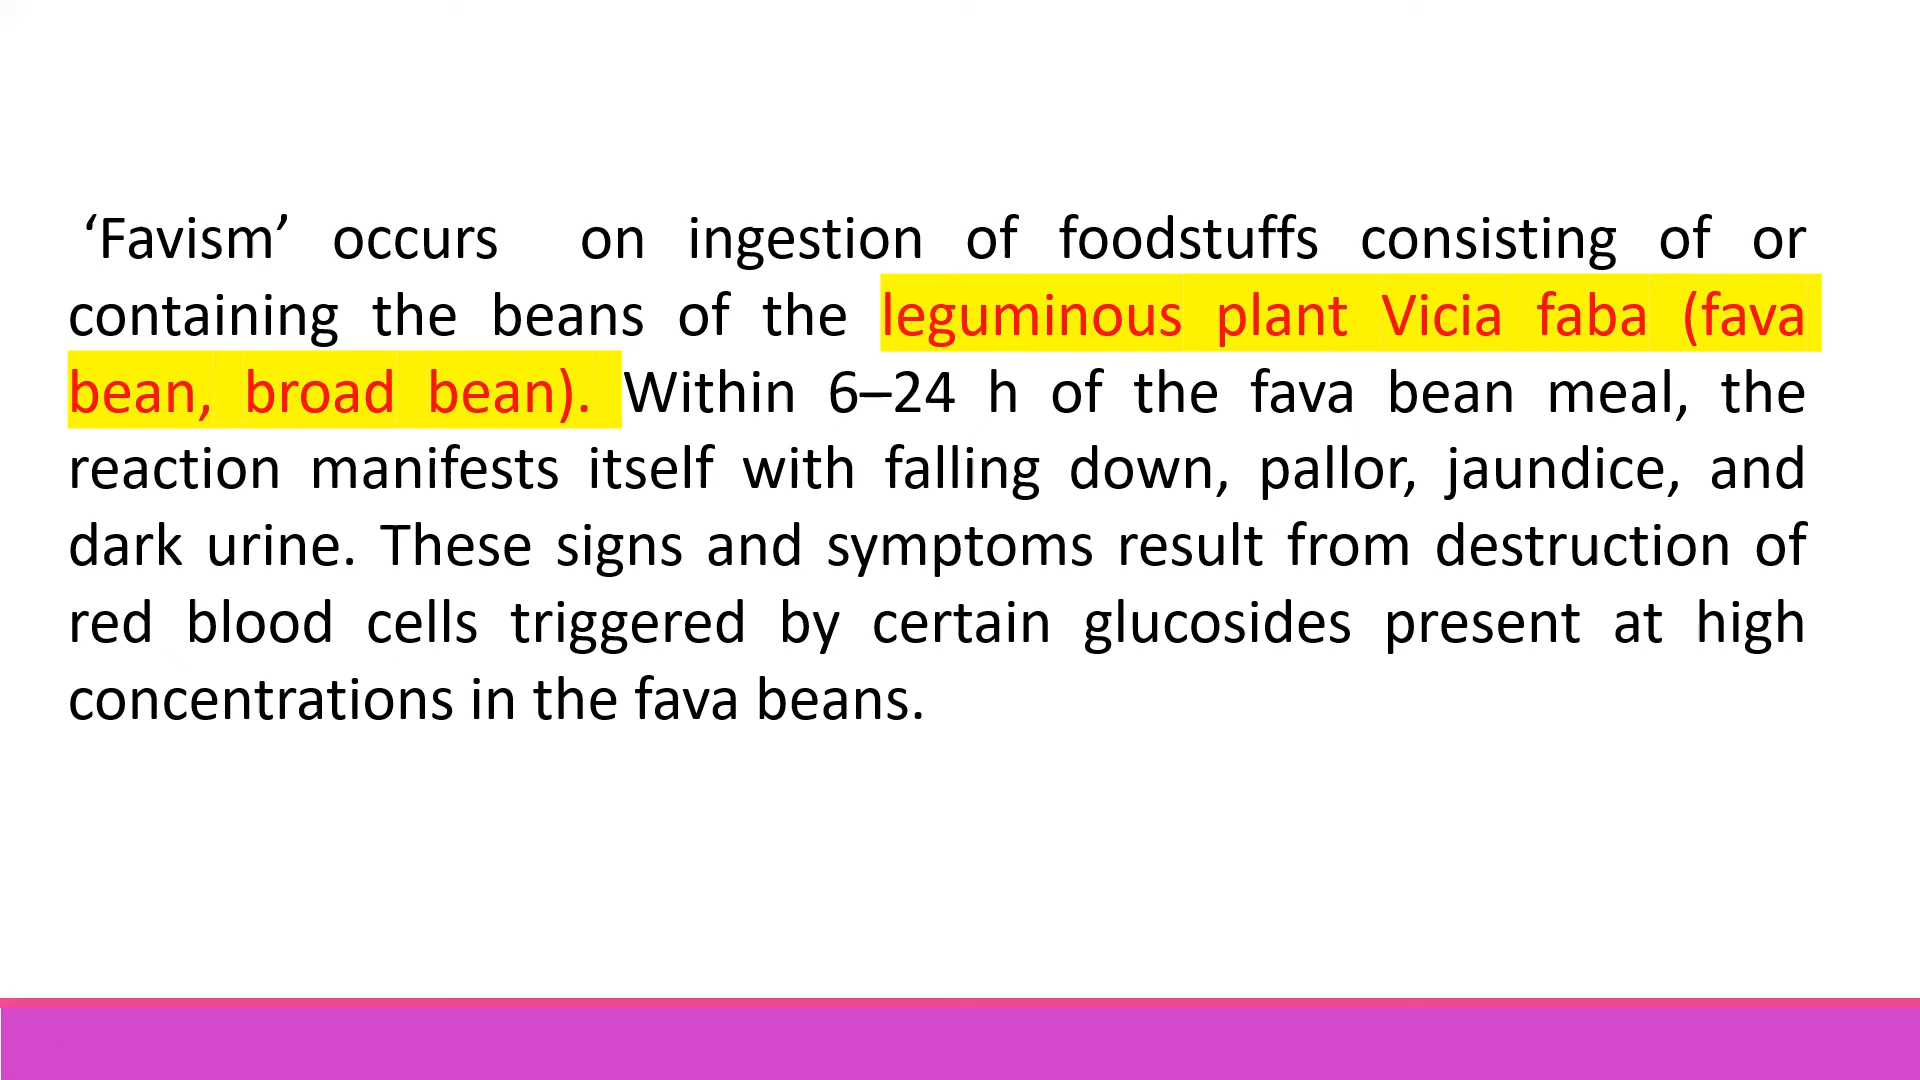 ‘Favism’ occurs on ingestion of foodstuffs consisting of or
containing the beans of the leguminous plant Vicia faba (fava
bean, broad bean). Within 6–24 h of the fava bean meal, the
reaction manifests itself with falling down, pallor, jaundice, and
dark urine. These signs and symptoms result from destruction of
red blood cells triggered by certain glucosides present at high
concentrations in the fava beans.